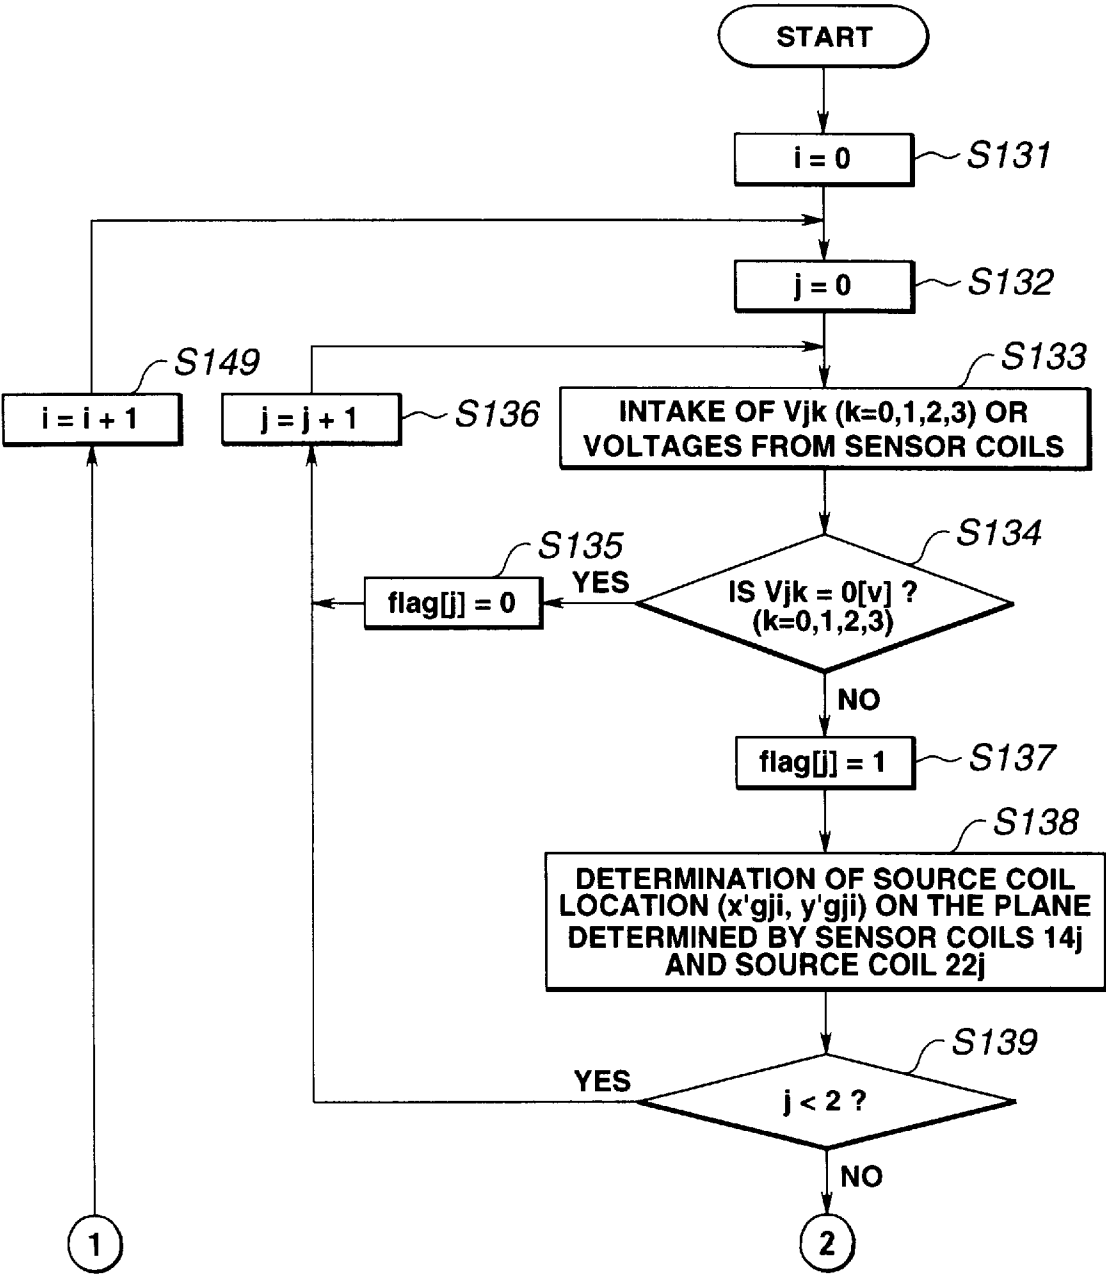 START
i = 0
S131
j = 0
S132
S149
i = i + 1
j = j + 1
S136
S133
INTAKE OF Vjk (k=0,1,2,3) OR
VOLTAGES FROM SENSOR COILS
S134
IS Vjk = 0[v] ?
(k=0,1,2,3)
YES
S135
flag[j] = 0
NO
flag[j] = 1
S137
S138
DETERMINATION OF SOURCE COIL
LOCATION (x'gji, y'gji) ON THE PLANE
DETERMINED BY SENSOR COILS 14j
AND SOURCE COIL 22j
S139
j < 2 ?
YES
NO
1
2